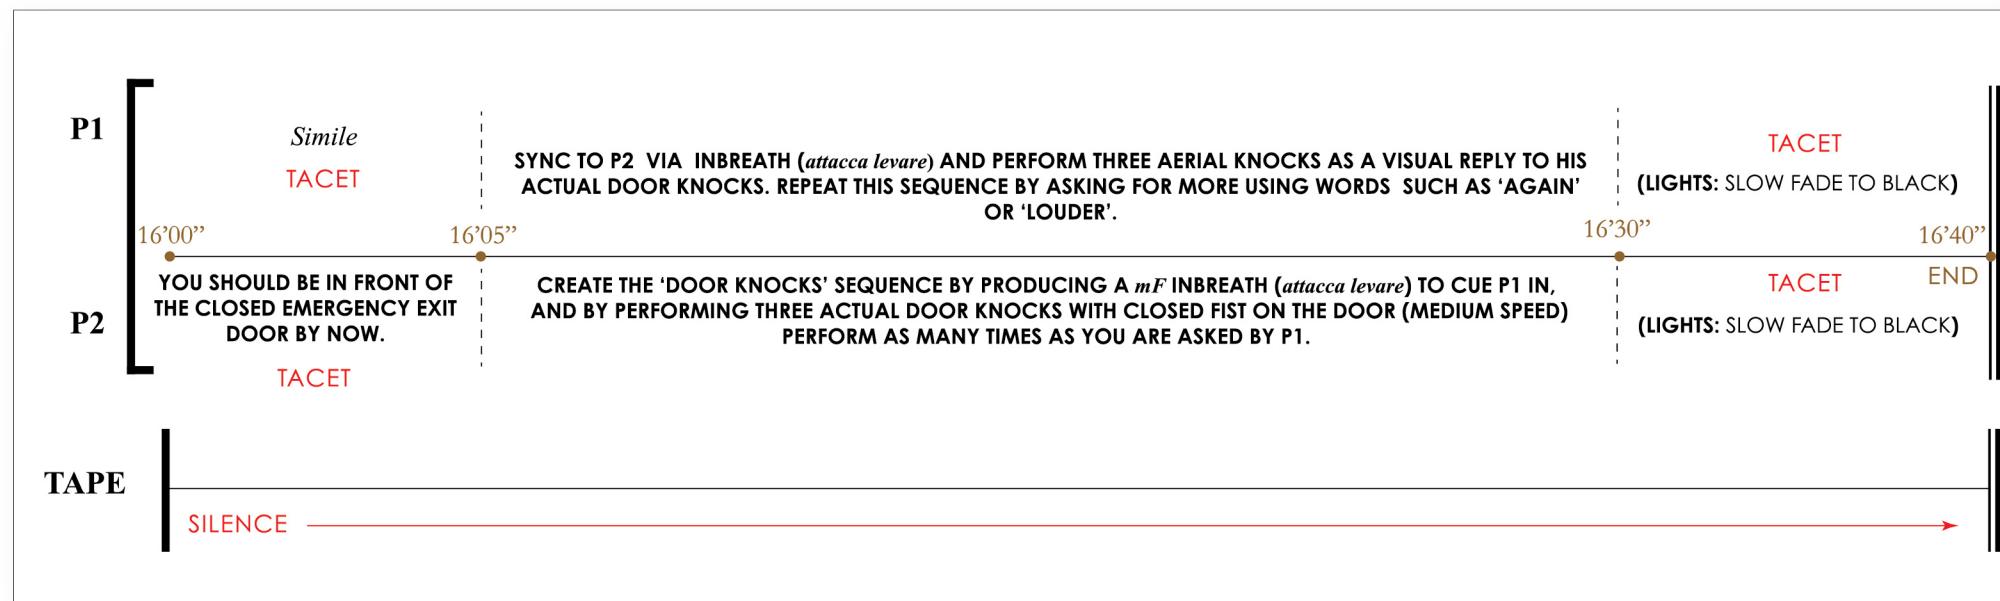 P1
Simile
TACET
SYNC TO P2 VIA INBREATH (attacca levare) AND PERFORM THREE AERIAL KNOCKS AS A VISUAL REPLY TO HIS
ACTUAL DOOR KNOCKS. REPEAT THIS SEQUENCE BY ASKING FOR MORE USING WORDS SUCH AS ‘AGAIN’
OR ‘LOUDER’.
TACET
(LIGHTS: SLOW FADE TO BLACK)
16’00”
16’05”
16’30”
16’40”
END
P2
YOU SHOULD BE IN FRONT OF
THE CLOSED EMERGENCY EXIT
DOOR BY NOW.
TACET
CREATE THE ‘DOOR KNOCKS’ SEQUENCE BY PRODUCING A mF INBREATH (attacca levare) TO CUE P1 IN,
AND BY PERFORMING THREE ACTUAL DOOR KNOCKS WITH CLOSED FIST ON THE DOOR (MEDIUM SPEED)
PERFORM AS MANY TIMES AS YOU ARE ASKED BY P1.
TACET
(LIGHTS: SLOW FADE TO BLACK)
TAPE
SILENCE